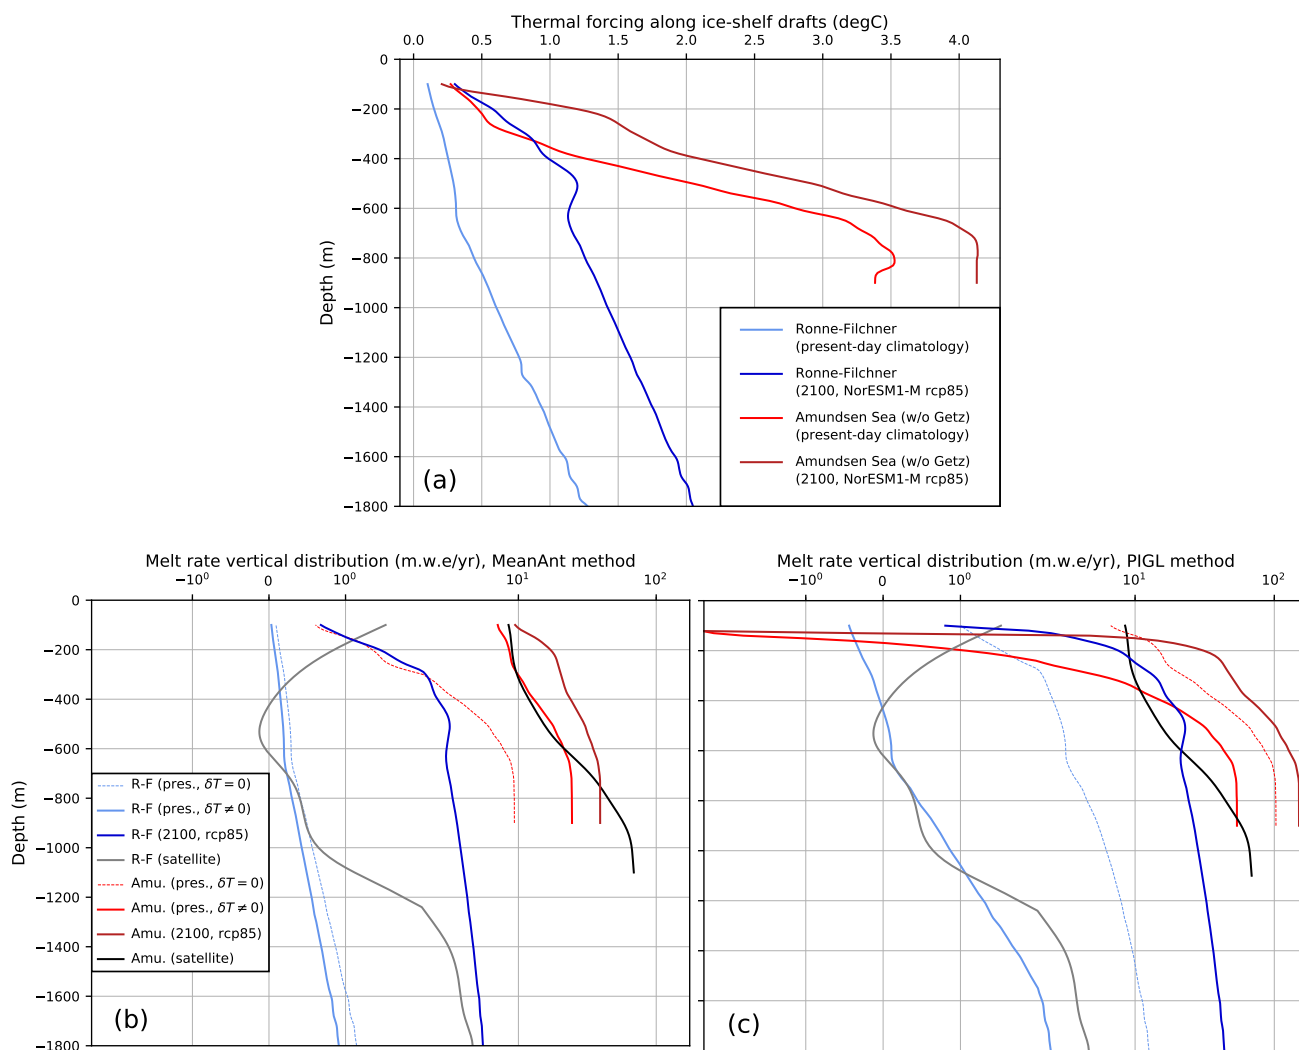 Thermal forcing along ice-shelf drafts (degC)
0.0 0.5 1.0 1.5 2.0 2.5 3.0 3.5 4.0
0
−200
−400
−600
−800
−1000
−1200
−1400
−1600
−1800
Depth (m)
Ronne-Filchner
(present-day climatology)
Ronne-Filchner
(2100, NorESM1-M rcp85)
Amundsen Sea (w/o Getz)
(present-day climatology)
Amundsen Sea (w/o Getz)
(2100, NorESM1-M rcp85)
(a)
Melt rate vertical distribution (m.w.e/yr), MeanAnt method
−10⁰ 0 10⁰ 10¹ 10²
0
−200
−400
−600
−800
−1000
−1200
−1400
−1600
−1800
Depth (m)
R-F (pres., δT = 0)
R-F (pres., δT ≠ 0)
R-F (2100, rcp85)
R-F (satellite)
Amu. (pres., δT = 0)
Amu. (pres., δT ≠ 0)
Amu. (2100, rcp85)
Amu. (satellite)
(b)
Melt rate vertical distribution (m.w.e/yr), PIGL method
−10⁰ 0 10⁰ 10¹ 10²
(c)